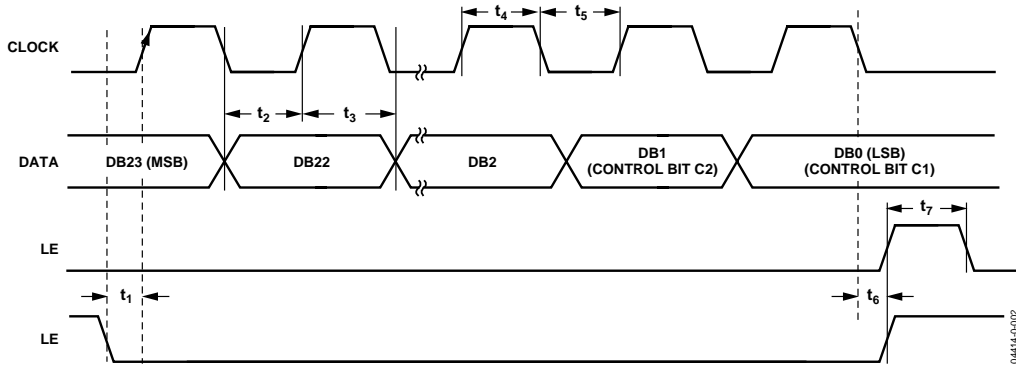 t4 t5
CLOCK
t2 t3
DATA DB23 (MSB) DB22 DB2 DB1 (CONTROL BIT C2) DB0 (LSB) (CONTROL BIT C1)
t7
LE
t1 t6
LE
04414-0-002